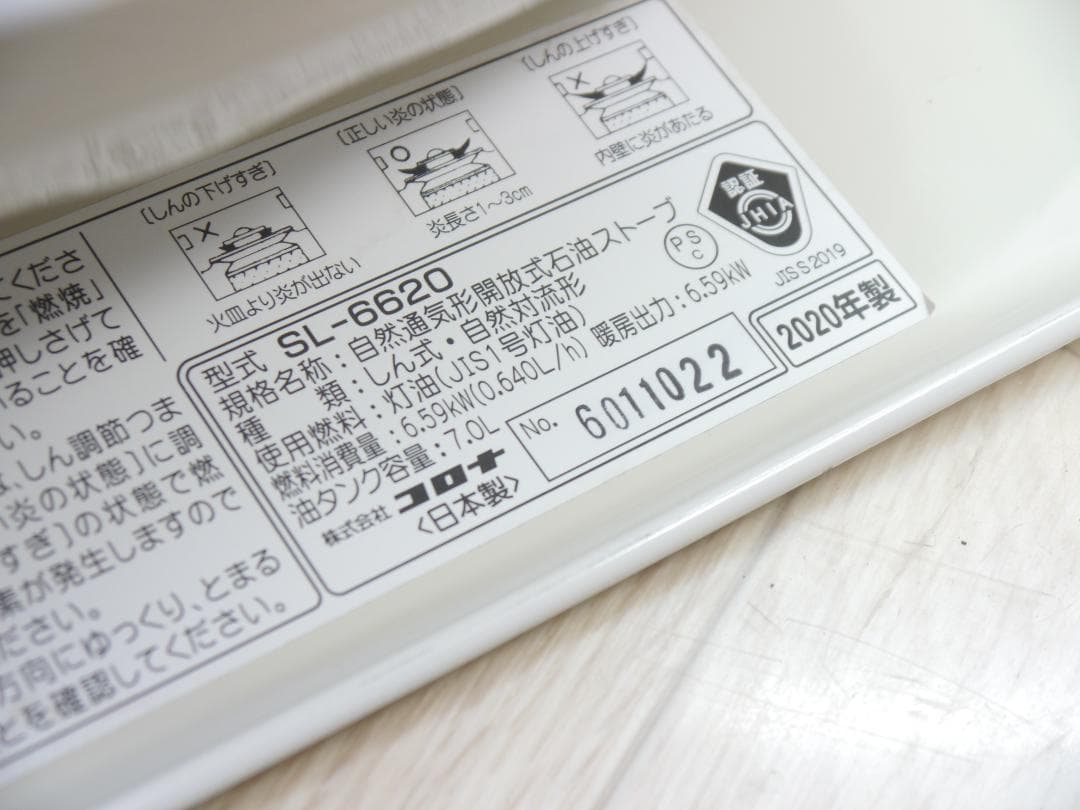 [しんの下げすぎ]
火皿より炎が出ない
[正しい炎の状態]
炎長さ1~3cm
[しんの上げすぎ]
内壁に炎があたる
てくださ
を「燃焼」
押しさげて
ることを確
い。
しん調節つま
炎の状態]に調
すぎ]の状態で燃
素が発生しますので
ださい。
方向にゆっくり、とまる
とを確認してください。
型式 SL-6620
規格名称:自然通気形開放式石油ストーブ
種類:しん式・自然対流形
使用燃料:灯油(JIS1号灯油)
燃料消費量:6.59kW(0.640L/h) 暖房出力:6.59kW
油タンク容量:7.0L
株式会社 コロナ
〈日本製〉
No. 6011022
PS
C
認証
JHIA
JIS S 2019
2020年製